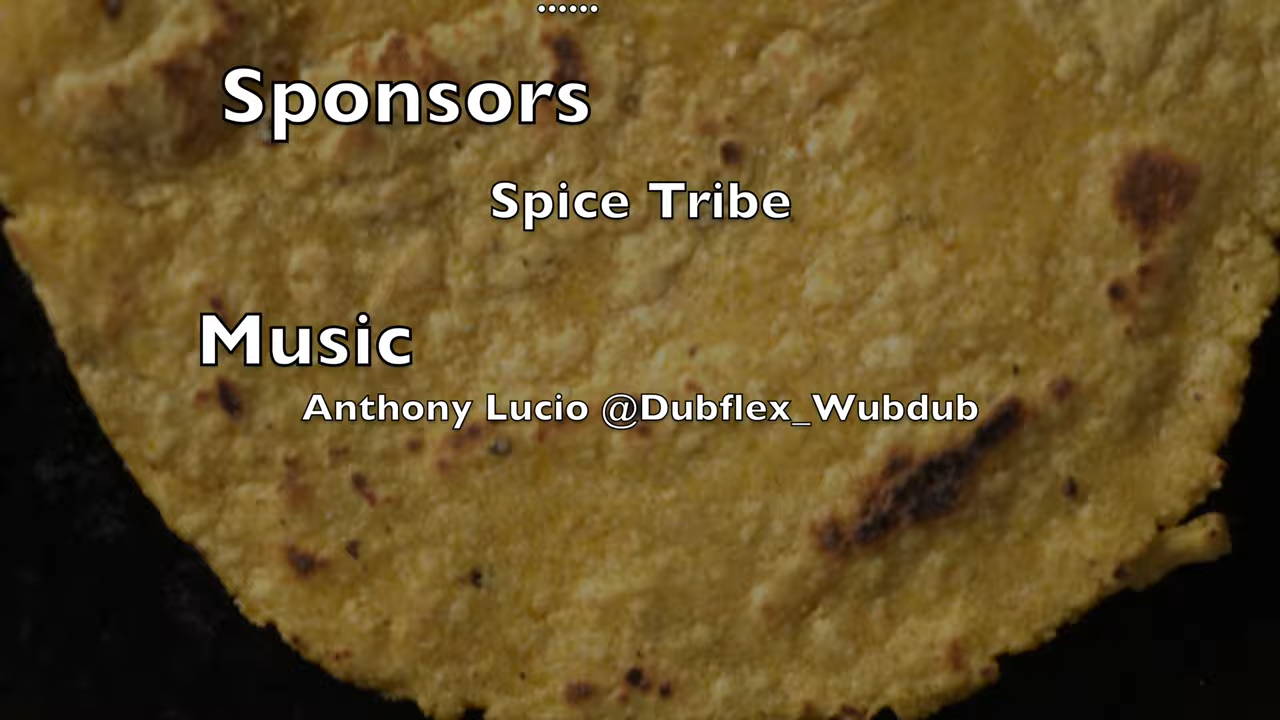 ......
Sponsors
Spice Tribe
Music
Anthony Lucio @Dubflex_Wubdub